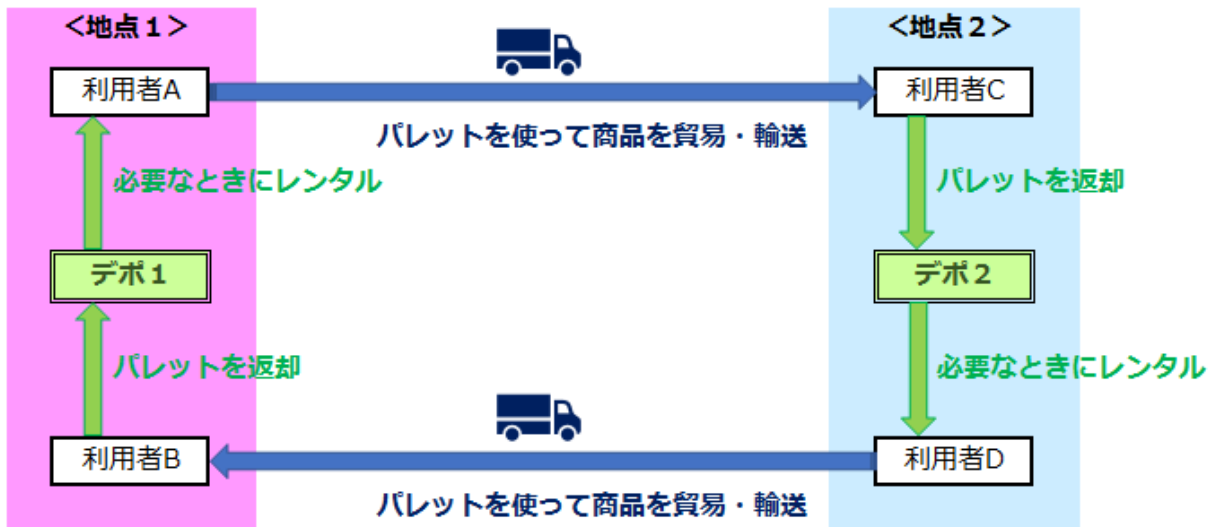 ＜地点１＞
＜地点２＞
利用者A
利用者C
パレットを使って商品を貿易・輸送
必要なときにレンタル
パレットを返却
デポ１
デポ２
パレットを返却
必要なときにレンタル
利用者B
利用者D
パレットを使って商品を貿易・輸送